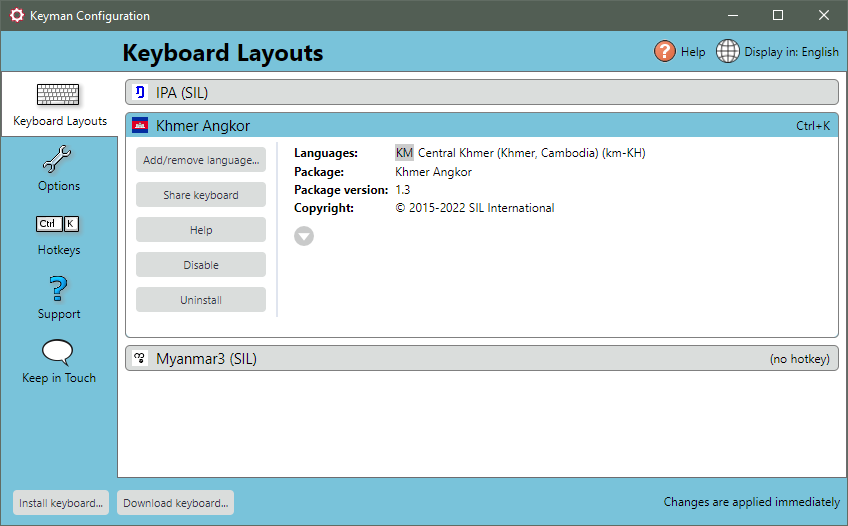 Keyman Configuration
Keyboard Layouts
Help
Display in: English
Keyboard Layouts
Options
Ctrl K
Hotkeys
Support
Keep in Touch
IPA (SIL)
Khmer Angkor Ctrl+K
Add/remove language...
Share keyboard
Help
Disable
Uninstall
Languages: KM Central Khmer (Khmer, Cambodia) (km-KH)
Package: Khmer Angkor
Package version: 1.3
Copyright: © 2015-2022 SIL International
Myanmar3 (SIL) (no hotkey)
Install keyboard... Download keyboard... Changes are applied immediately